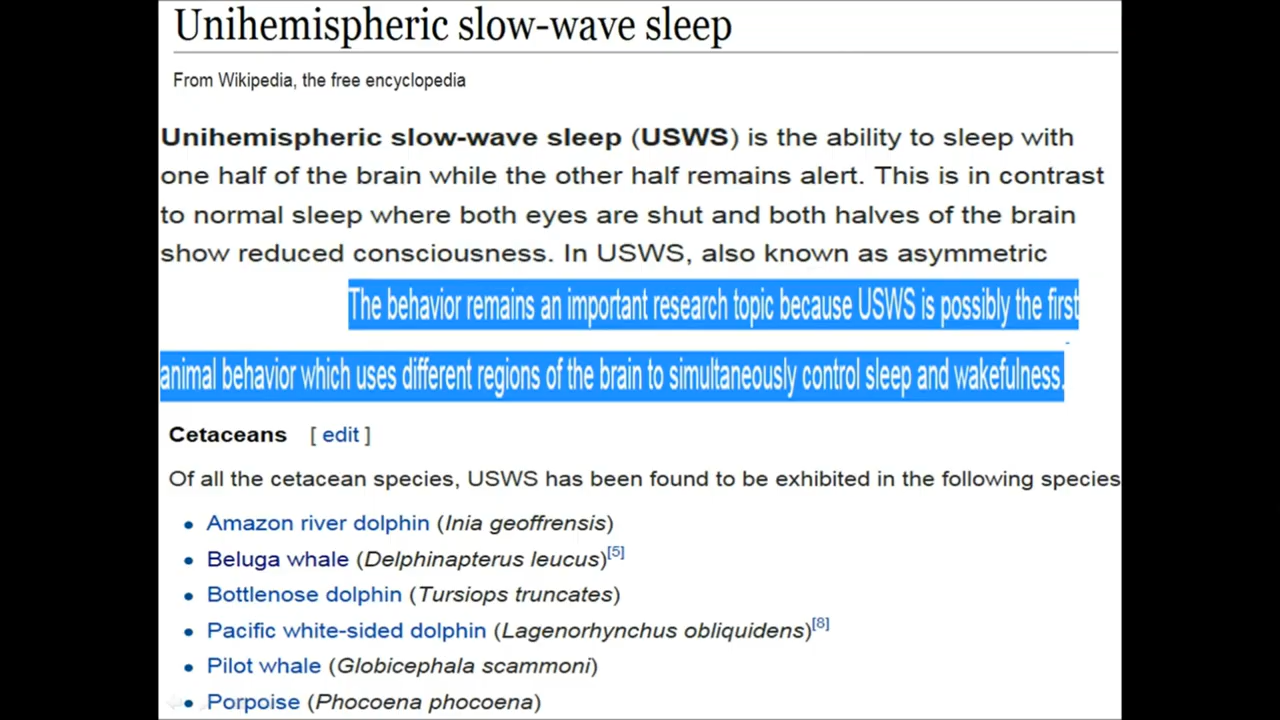 Unihemispheric slow-wave sleep
From Wikipedia, the free encyclopedia
Unihemispheric slow-wave sleep (USWS) is the ability to sleep with
one half of the brain while the other half remains alert. This is in contrast
to normal sleep where both eyes are shut and both halves of the brain
show reduced consciousness. In USWS, also known as asymmetric
The behavior remains an important research topic because USWS is possibly the first
animal behavior which uses different regions of the brain to simultaneously control sleep and wakefulness.
Cetaceans [ edit ]
Of all the cetacean species, USWS has been found to be exhibited in the following species
• Amazon river dolphin (Inia geoffrensis)
• Beluga whale (Delphinapterus leucus)[5]
• Bottlenose dolphin (Tursiops truncates)
• Pacific white-sided dolphin (Lagenorhynchus obliquidens)[8]
• Pilot whale (Globicephala scammoni)
• Porpoise (Phocoena phocoena)